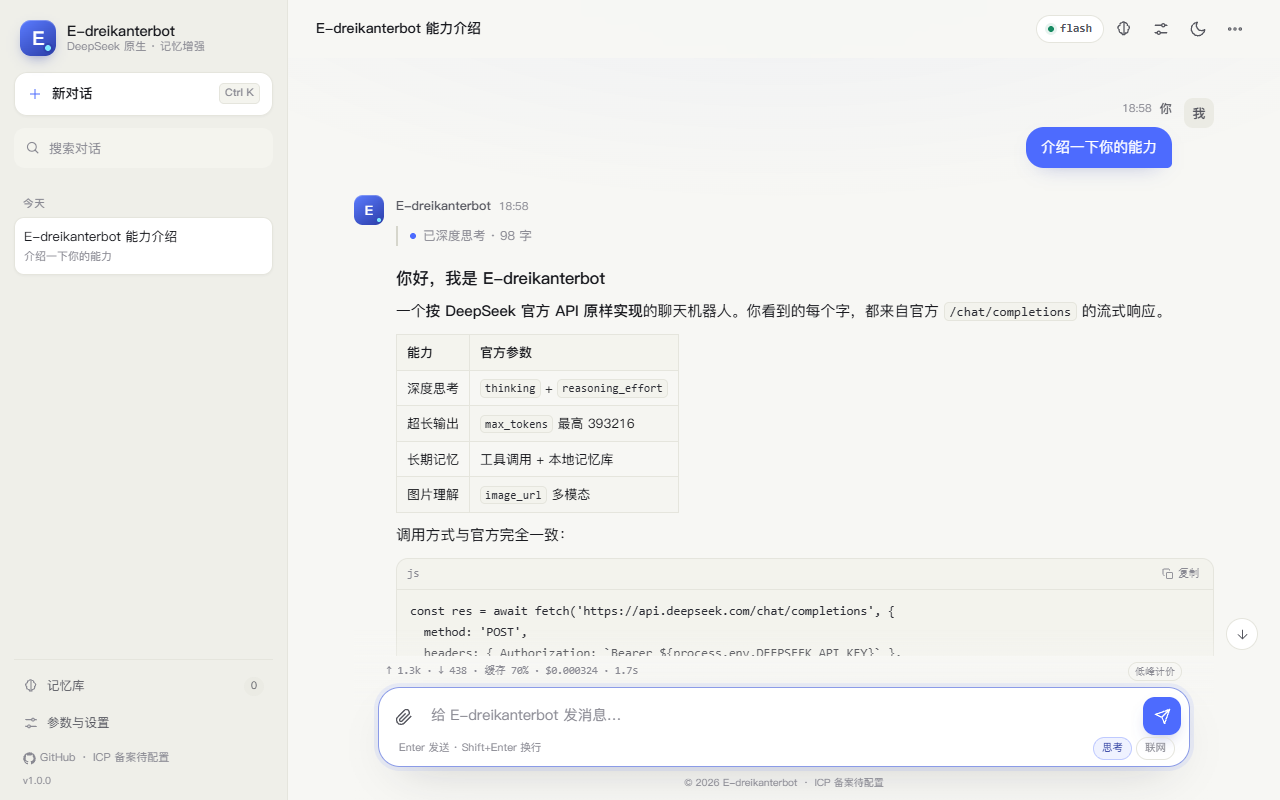 E-dreikanterbot
DeepSeek 原生 · 记忆增强
新对话 Ctrl K
搜索对话
今天
E-dreikanterbot 能力介绍
介绍一下你的能力
记忆库 0
参数与设置
GitHub · ICP 备案待配置
v1.0.0
E-dreikanterbot 能力介绍
flash
18:58 你 我
介绍一下你的能力
E E-dreikanterbot 18:58
已深度思考 · 98 字
你好，我是 E-dreikanterbot
一个按 DeepSeek 官方 API 原样实现的聊天机器人。你看到的每个字，都来自官方 /chat/completions 的流式响应。
能力 官方参数
深度思考 thinking + reasoning_effort
超长输出 max_tokens 最高 393216
长期记忆 工具调用 + 本地记忆库
图片理解 image_url 多模态
调用方式与官方完全一致：
js 复制
const res = await fetch('https://api.deepseek.com/chat/completions', {
method: 'POST',
headers: { Authorization: `Bearer ${process.env.DEEPSEEK_API_KEY}` },
↑ 1.3k · ↓ 438 · 缓存 70% · $0.000324 · 1.7s 低峰计价
给 E-dreikanterbot 发消息…
Enter 发送 · Shift+Enter 换行 思考 联网
© 2026 E-dreikanterbot · ICP 备案待配置